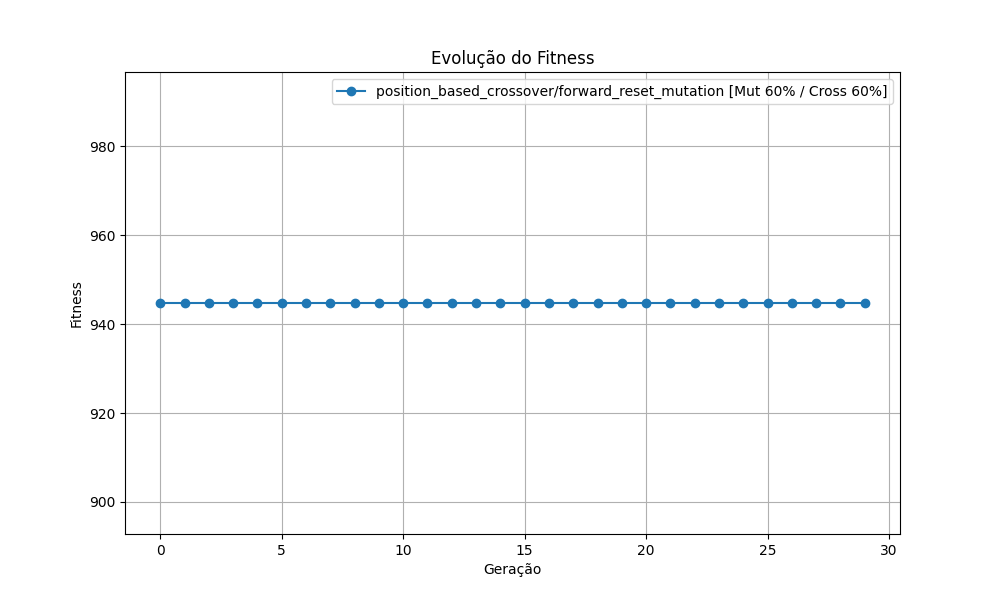 Evolução do Fitness
position_based_crossover/forward_reset_mutation [Mut 60% / Cross 60%]
980
960
940
920
900
Fitness
0 5 10 15 20 25 30
Geração